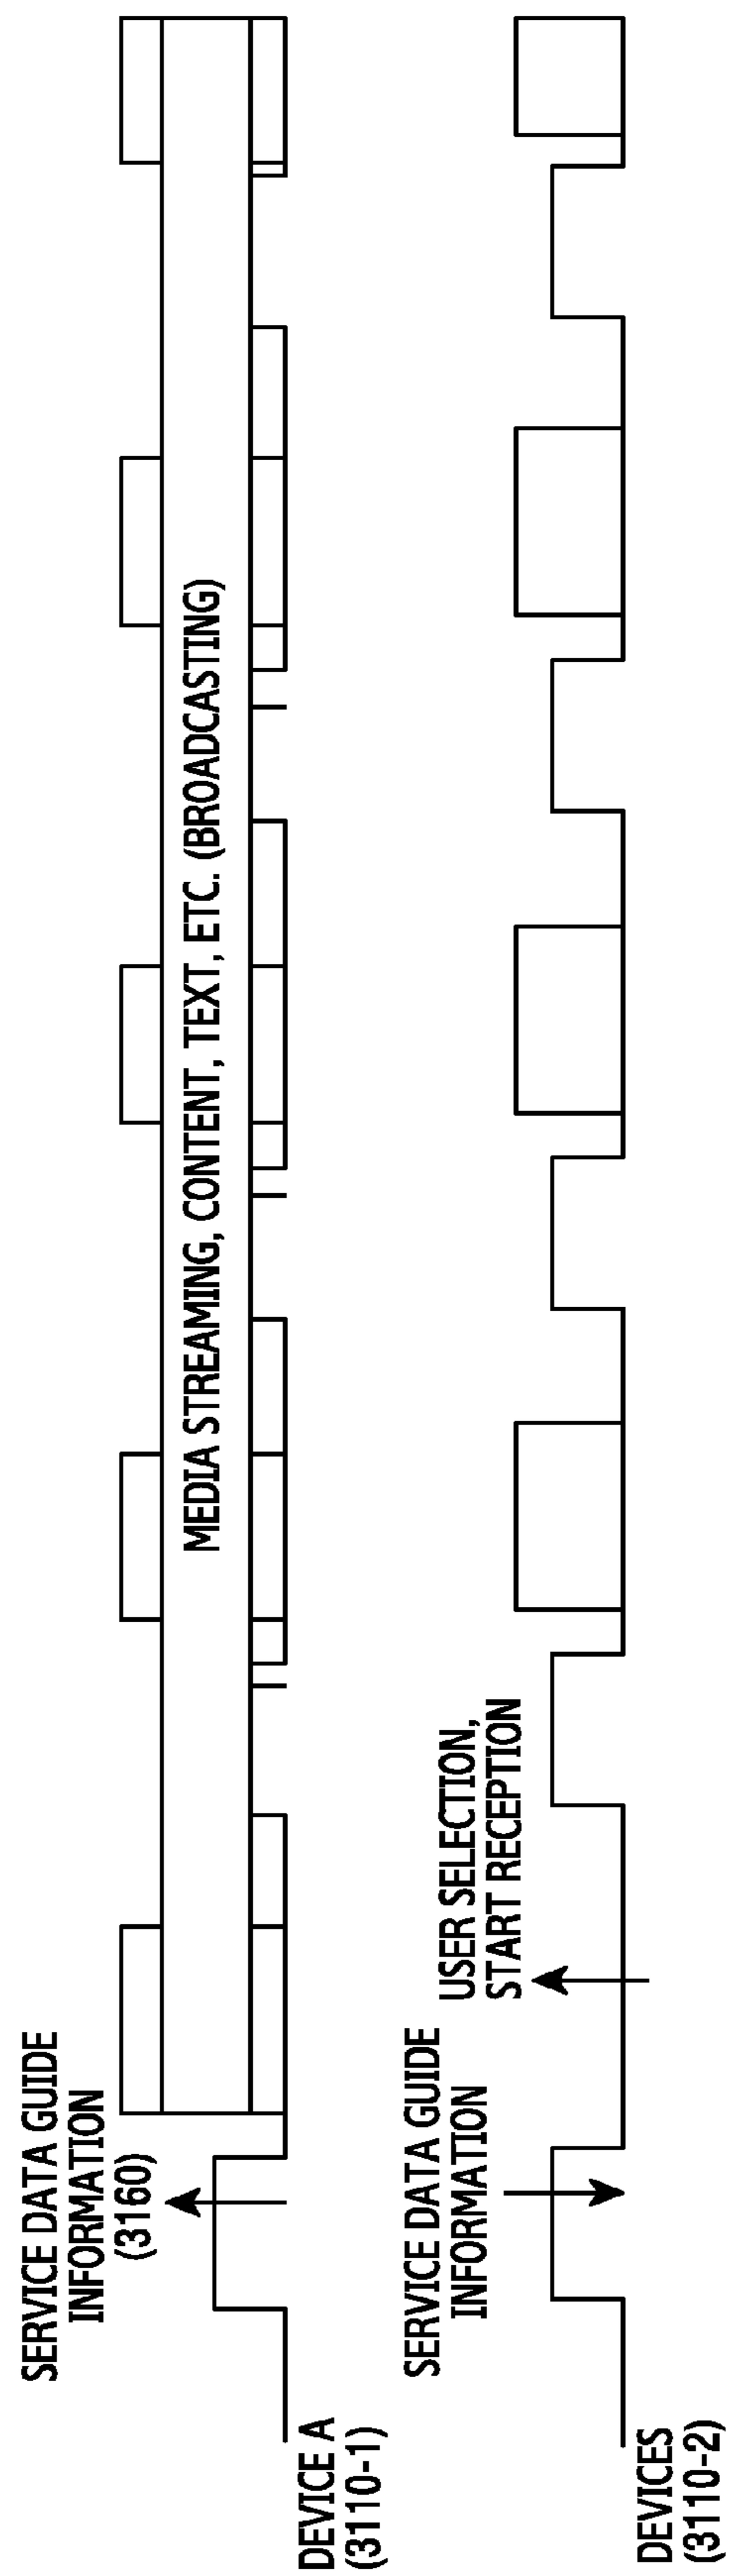 SERVICE DATA GUIDE
INFORMATION
(3160)
MEDIA STREAMING, CONTENT, TEXT, ETC. (BROADCASTING)
DEVICE A
(3110-1)
SERVICE DATA GUIDE
INFORMATION
USER SELECTION,
START RECEPTION
DEVICES
(3110-2)